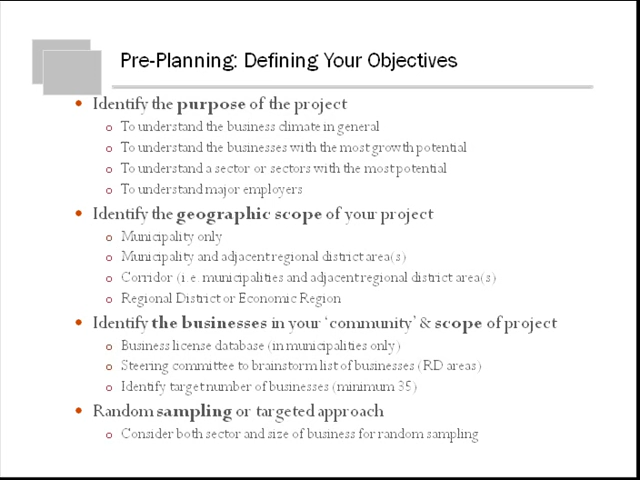 Pre-Planning: Defining Your Objectives
• Identify the purpose of the project
o To understand the business climate in general
o To understand the businesses with the most growth potential
o To understand a sector or sectors with the most potential
o To understand major employers
• Identify the geographic scope of your project
o Municipality only
o Municipality and adjacent regional district area(s)
o Corridor (i.e. municipalities and adjacent regional district area(s)
o Regional District or Economic Region
• Identify the businesses in your ‘community’ & scope of project
o Business license database (in municipalities only)
o Steering committee to brainstorm list of businesses (RD areas)
o Identify target number of businesses (minimum 35)
• Random sampling or targeted approach
o Consider both sector and size of business for random sampling